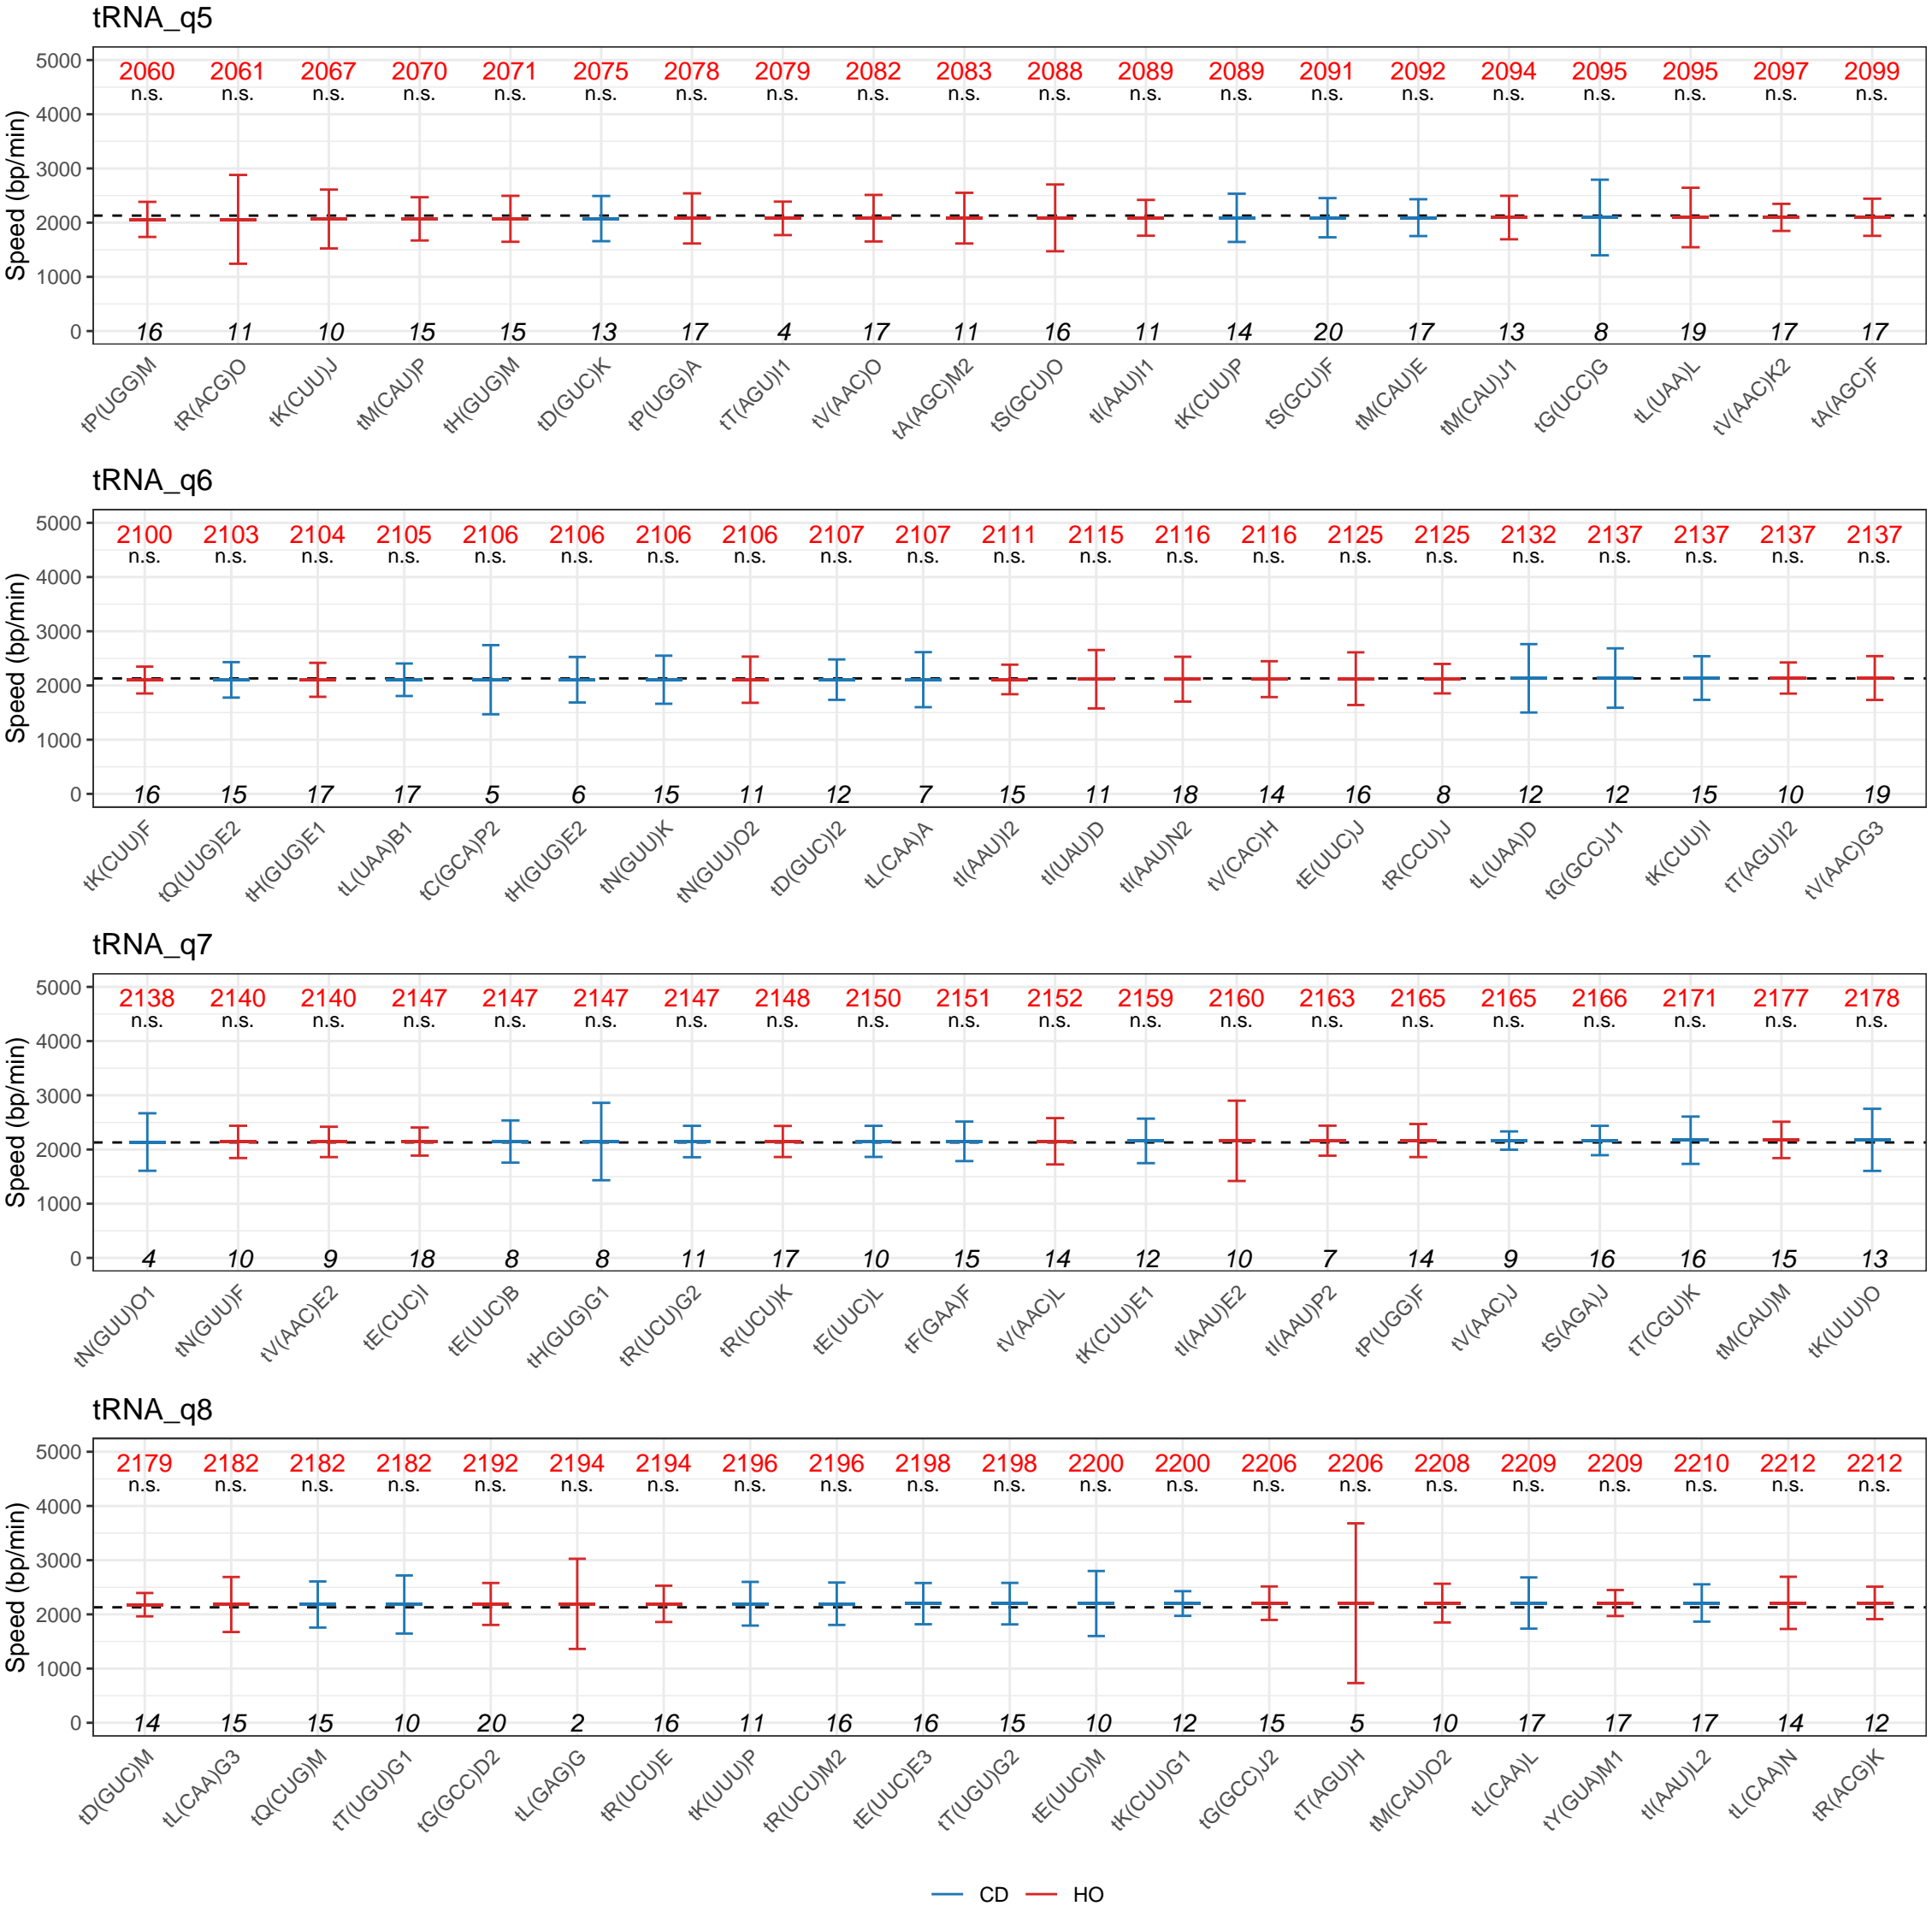 tRNA_q5
Speed (bp/min)
5000
4000
3000
2000
1000
0
2060 2061 2067 2070 2071 2075 2078 2079 2082 2083 2088 2089 2089 2091 2092 2094 2095 2095 2097 2099
n.s. n.s. n.s. n.s. n.s. n.s. n.s. n.s. n.s. n.s. n.s. n.s. n.s. n.s. n.s. n.s. n.s. n.s. n.s. n.s.
16 11 10 15 15 13 17 4 17 11 16 11 14 20 17 13 8 19 17 17
tP(UGG)M tR(ACG)O tK(CUU)J tM(CAU)P tH(GUG)M tD(GUC)K tP(UGG)A tT(AGU)I1 tV(AAC)O tA(AGC)M2 tS(GCU)O tI(AAU)I1 tK(CUU)P tS(GCU)F tM(CAU)E tM(CAU)J1 tG(UCC)G tL(UAA)L tV(AAC)K2 tA(AGC)F
tRNA_q6
Speed (bp/min)
5000
4000
3000
2000
1000
0
2100 2103 2104 2105 2106 2106 2106 2106 2107 2107 2111 2115 2116 2116 2125 2125 2132 2137 2137 2137 2137
n.s. n.s. n.s. n.s. n.s. n.s. n.s. n.s. n.s. n.s. n.s. n.s. n.s. n.s. n.s. n.s. n.s. n.s. n.s. n.s. n.s.
16 15 17 17 5 6 15 11 12 7 15 11 18 14 16 8 12 12 15 10 19
tK(CUU)F tQ(UUG)E2 tH(GUG)E1 tL(UAA)B1 tC(GCA)P2 tH(GUG)E2 tN(GUU)K tN(GUU)O2 tD(GUC)I2 tL(CAA)A tI(AAU)I2 tI(UAU)D tI(AAU)N2 tV(CAC)H tE(UUC)J tR(CCU)J tL(UAA)D tG(GCC)J1 tK(CUU)I tT(AGU)I2 tV(AAC)G3
tRNA_q7
Speed (bp/min)
5000
4000
3000
2000
1000
0
2138 2140 2140 2147 2147 2147 2147 2148 2150 2151 2152 2159 2160 2163 2165 2165 2166 2171 2177 2178
n.s. n.s. n.s. n.s. n.s. n.s. n.s. n.s. n.s. n.s. n.s. n.s. n.s. n.s. n.s. n.s. n.s. n.s. n.s. n.s.
4 10 9 18 8 8 11 17 10 15 14 12 10 7 14 9 16 16 15 13
tN(GUU)O1 tN(GUU)F tV(AAC)E2 tE(CUC)I tE(UUC)B tH(GUG)G1 tR(UCU)G2 tR(UCU)K tE(UUC)L tF(GAA)F tV(AAC)L tK(CUU)E1 tI(AAU)E2 tI(AAU)P2 tP(UGG)F tV(AAC)J tS(AGA)J tT(CGU)K tM(CAU)M tK(UUU)O
tRNA_q8
Speed (bp/min)
5000
4000
3000
2000
1000
0
2179 2182 2182 2182 2192 2194 2194 2196 2196 2198 2198 2200 2200 2206 2206 2208 2209 2209 2210 2212 2212
n.s. n.s. n.s. n.s. n.s. n.s. n.s. n.s. n.s. n.s. n.s. n.s. n.s. n.s. n.s. n.s. n.s. n.s. n.s. n.s. n.s.
14 15 15 10 20 2 16 11 16 16 15 10 12 15 5 10 17 17 17 14 12
tD(GUC)M tL(CAA)G3 tQ(CUG)M tT(UGU)G1 tG(GCC)D2 tL(GAG)G tR(UCU)E tK(UUU)P tR(UCU)M2 tE(UUC)E3 tT(UGU)G2 tE(UUC)M tK(CUU)G1 tG(GCC)J2 tT(AGU)H tM(CAU)O2 tL(CAA)L tY(GUA)M1 tI(AAU)L2 tL(CAA)N tR(ACG)K
CD HO